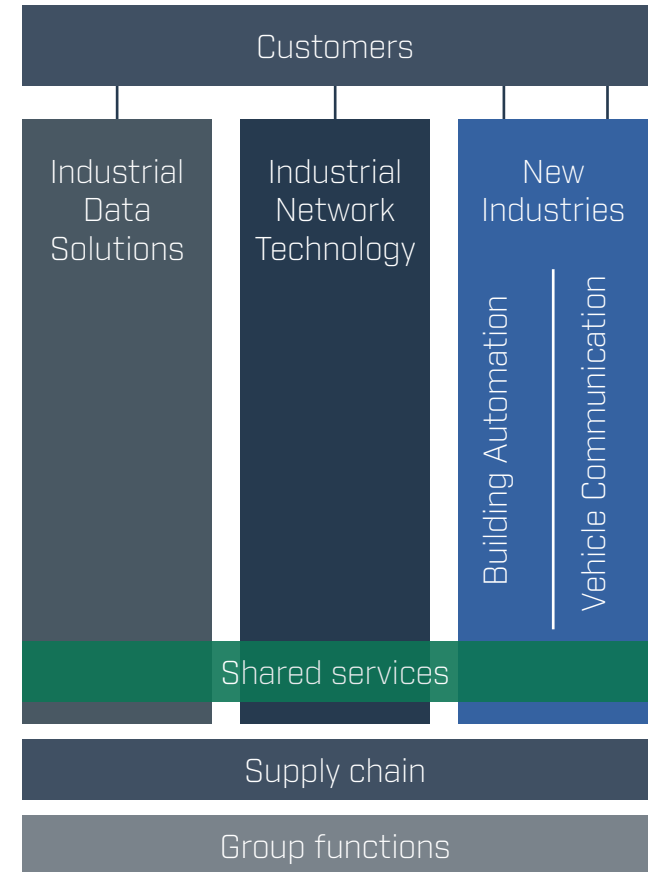 Customers
Industrial
Data
Solutions
Industrial
Network
Technology
New
Industries
Building Automation
Vehicle Communication
Shared services
Supply chain
Group functions